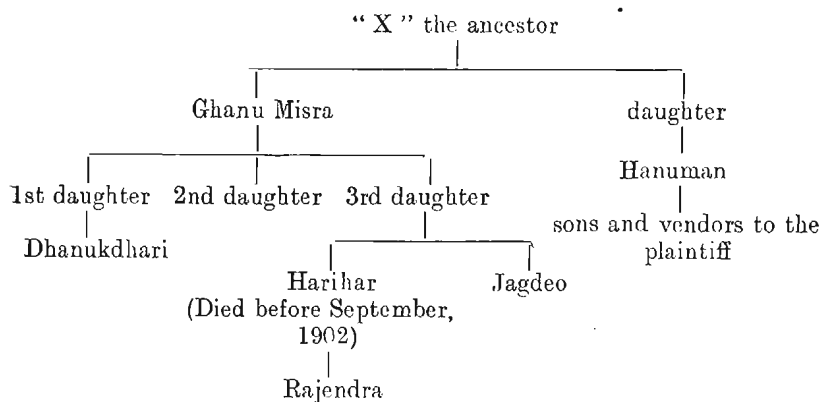 “ X ” the ancestor
Ghanu Misra daughter
Hanuman
1st daughter 2nd daughter 3rd daughter
sons and vendors to the
plaintiff
Dhanukdhari
Harihar Jagdeo
(Died before September,
1902)
Rajendra